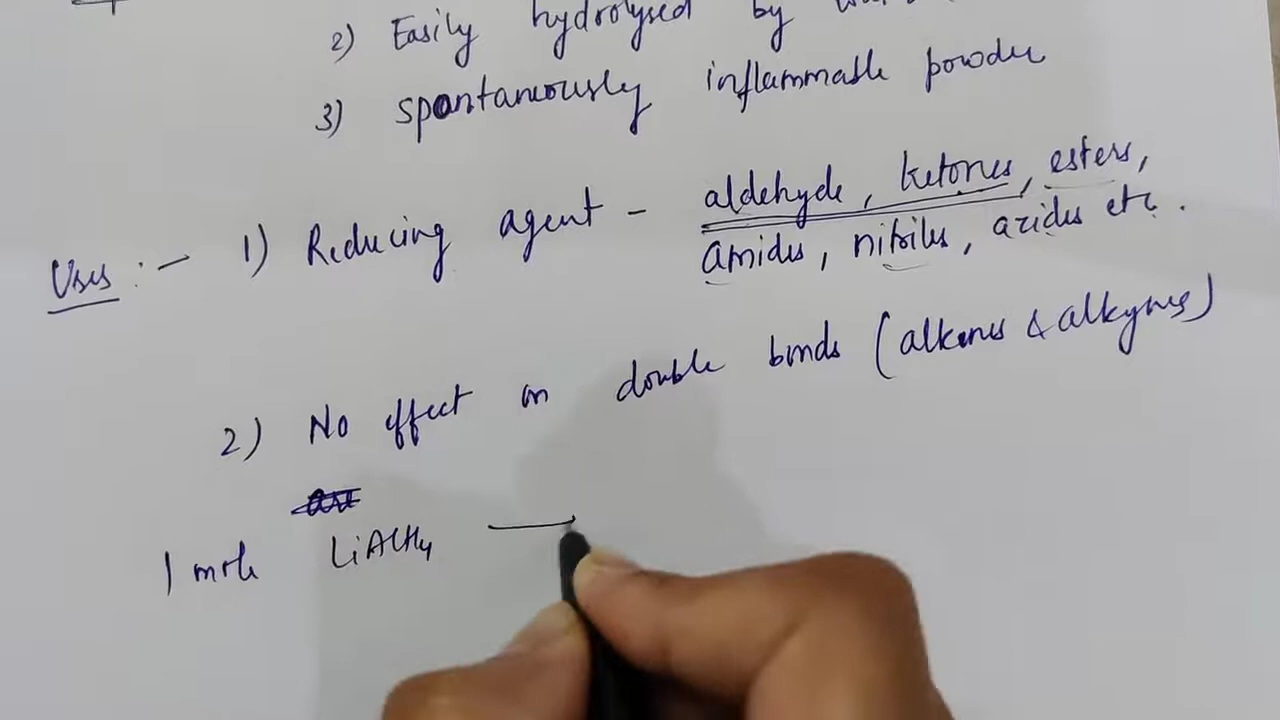 2) Easily hydrolysed by
3) spontaneously inflammable powder
Uses :- 1) Reducing agent - aldehyde, ketones, esters,
amides, nitriles, azides etc.
2) No effect on double bonds (alkenes & alkynes)
1 mole LiAlH4